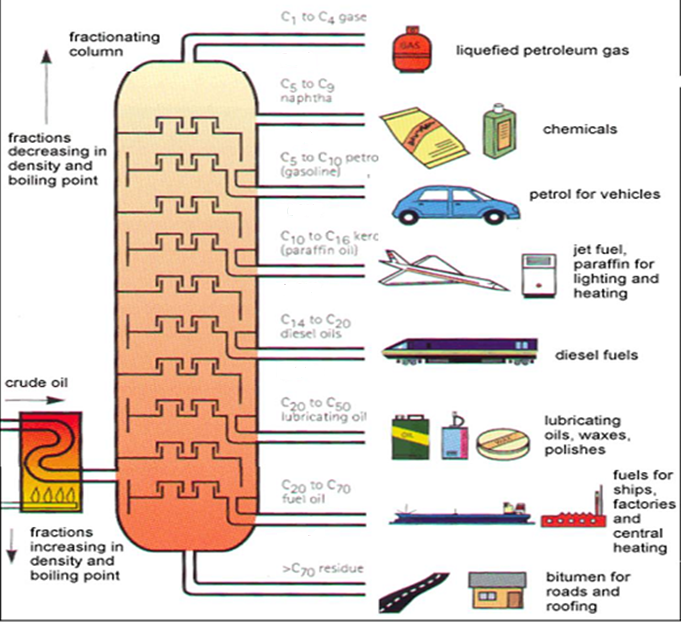 C₁ to C₄ gase
fractionating
column
GAS
liquefied petroleum gas
C₅ to C₉
naphtha
chemicals
fractions
decreasing in
density and
boiling point
C₅ to C₁₀ petro
(gasoline)
petrol for vehicles
C₁₀ to C₁₆ kerc
(paraffin oil)
jet fuel,
paraffin for
lighting and
heating
C₁₄ to C₂₀
diesel oils
diesel fuels
crude oil
C₂₀ to C₅₀
lubricating oil
OIL
lubricating
oils, waxes,
polishes
C₂₀ to C₇₀
fuel oil
fuels for
ships,
factories
and
central
heating
fractions
increasing in
density and
boiling point
>C₇₀ residue
bitumen for
roads and
roofing